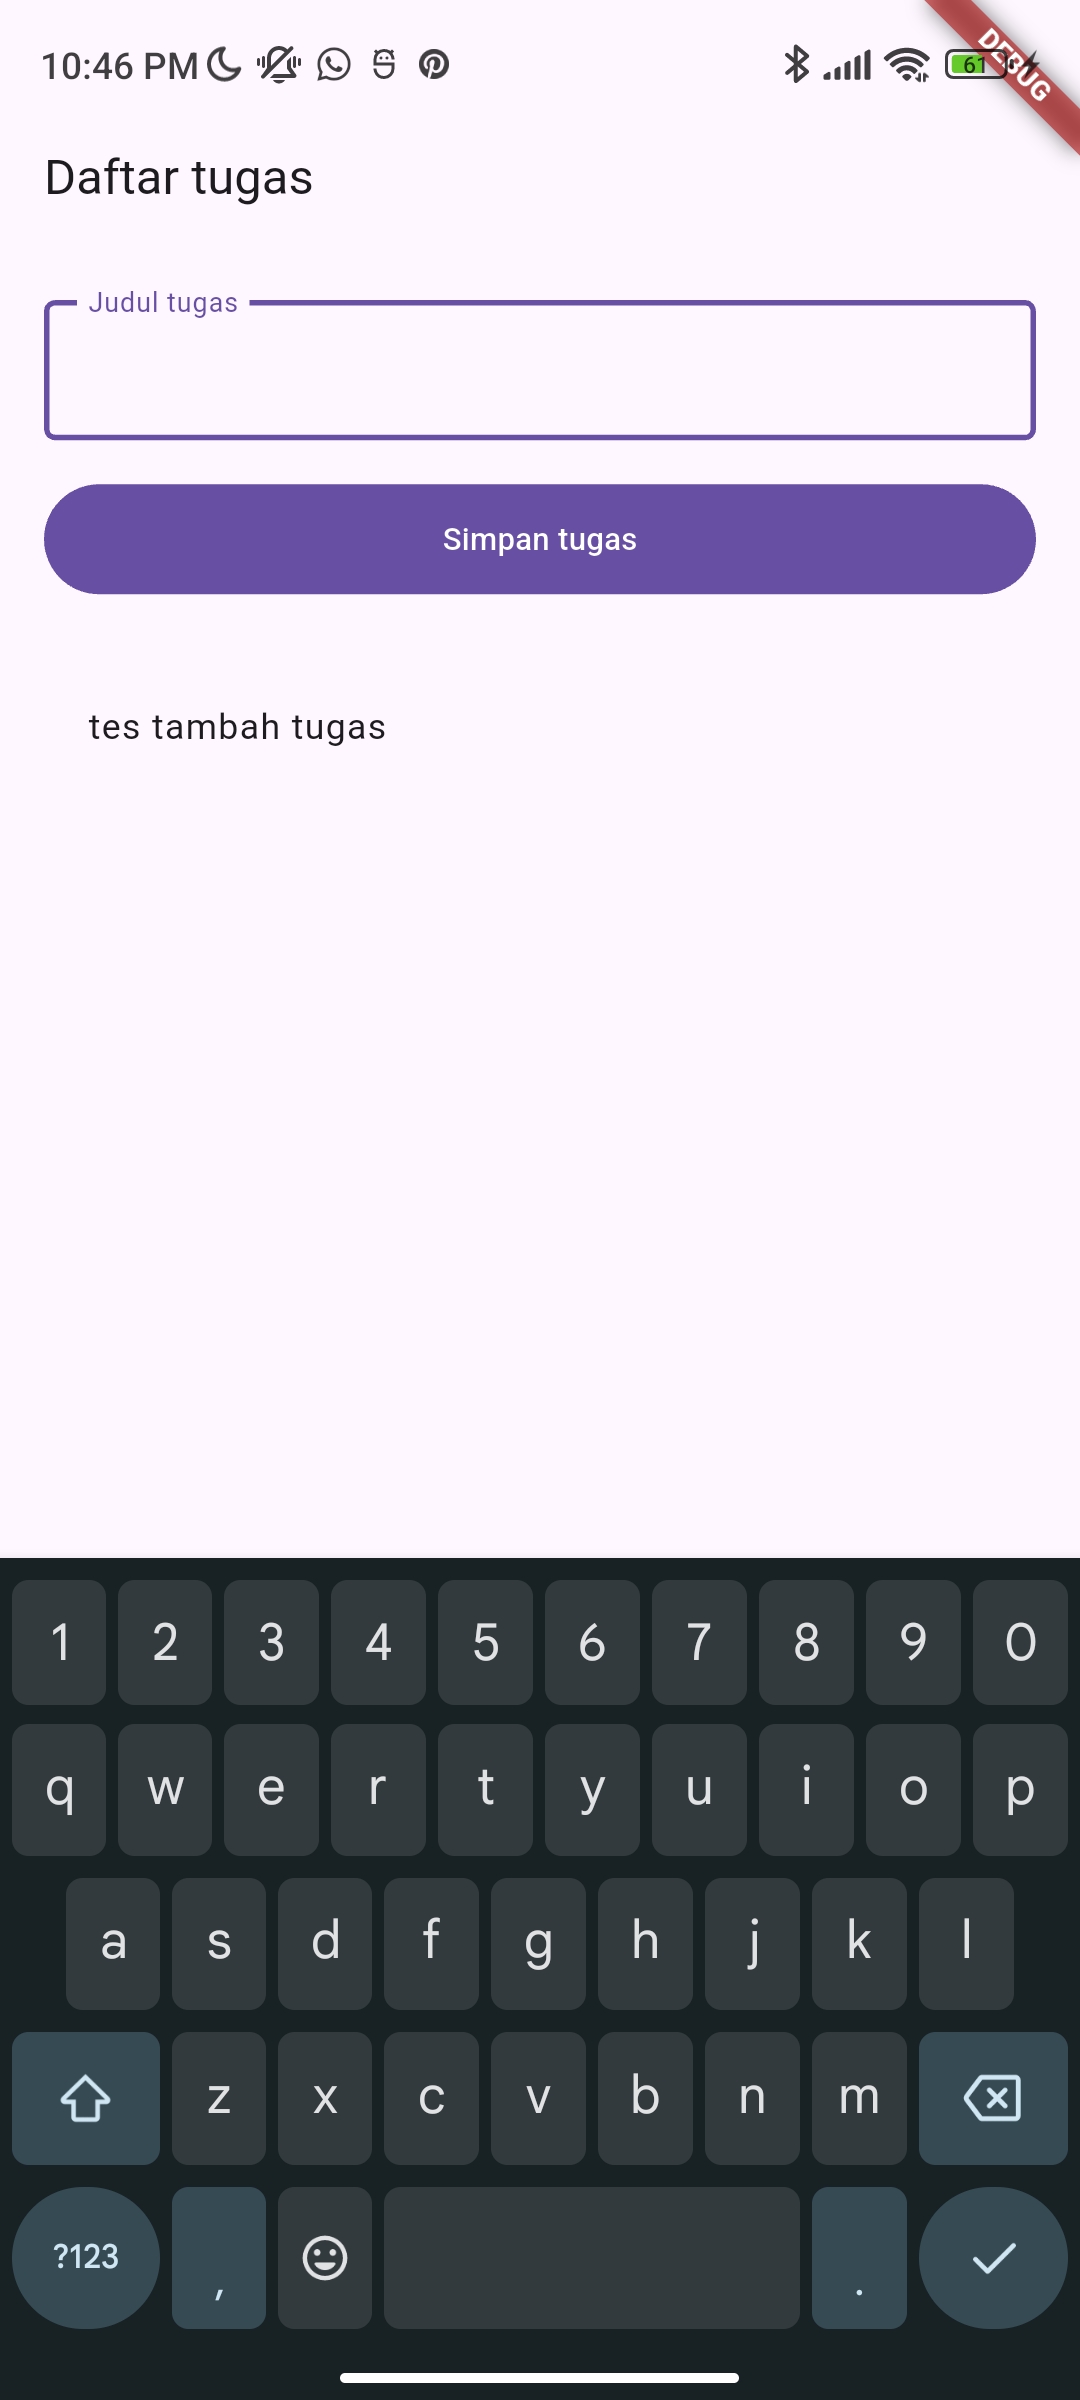 10:46 PM
61
DEBUG
Daftar tugas
Judul tugas
Simpan tugas
tes tambah tugas
1 2 3 4 5 6 7 8 9 0
q w e r t y u i o p
a s d f g h j k l
z x c v b n m
?123 , .